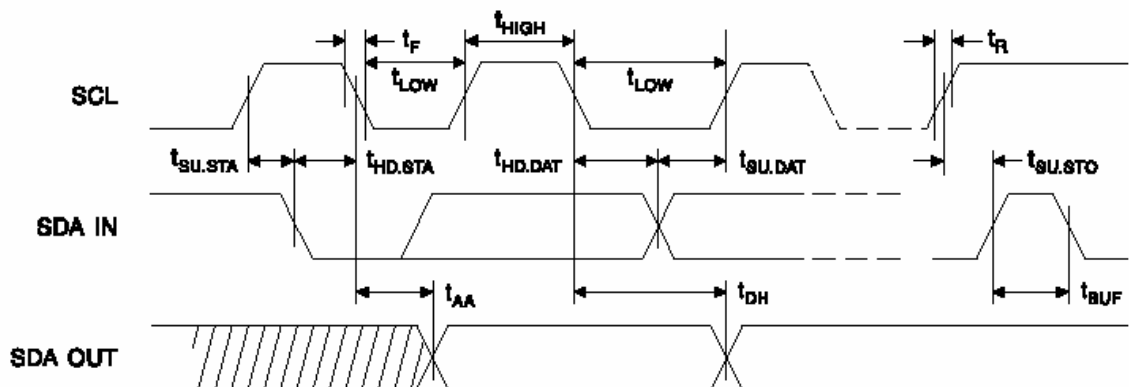 tHIGH
tF
tR
tLOW
tLOW
SCL
tSU.STA
tHD.STA
tHD.DAT
tSU.DAT
tSU.STO
SDA IN
tAA
tDH
tBUF
SDA OUT